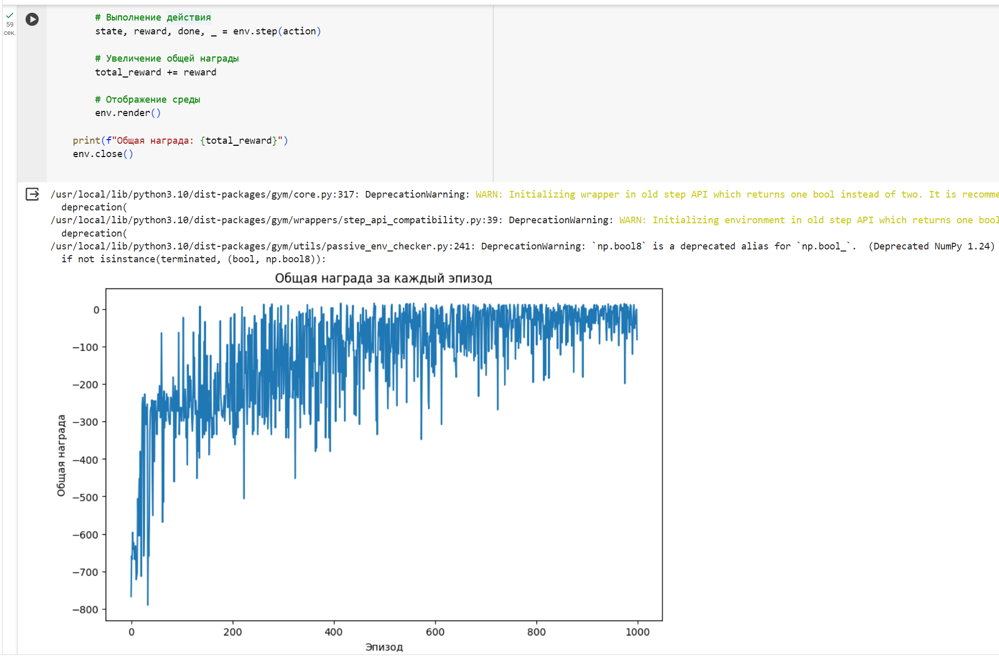 # Выполнение действия
59
сек.
state, reward, done, _ = env.step(action)
# Увеличение общей награды
total_reward += reward
# Отображение среды
env.render()
print(f"Общая награда: {total_reward}")
env.close()
/usr/local/lib/python3.10/dist-packages/gym/core.py:317: DeprecationWarning: WARN: Initializing wrapper in old step API which returns one bool instead of two. It is recomme
deprecation(
/usr/local/lib/python3.10/dist-packages/gym/wrappers/step_api_compatibility.py:39: DeprecationWarning: WARN: Initializing environment in old step API which returns one bool
deprecation(
/usr/local/lib/python3.10/dist-packages/gym/utils/passive_env_checker.py:241: DeprecationWarning: `np.bool8` is a deprecated alias for `np.bool_`.  (Deprecated NumPy 1.24)
if not isinstance(terminated, (bool, np.bool8)):
Общая награда за каждый эпизод
0
−100
−200
−300
−400
−500
−600
−700
−800
Общая награда
0 200 400 600 800 1000
Эпизод